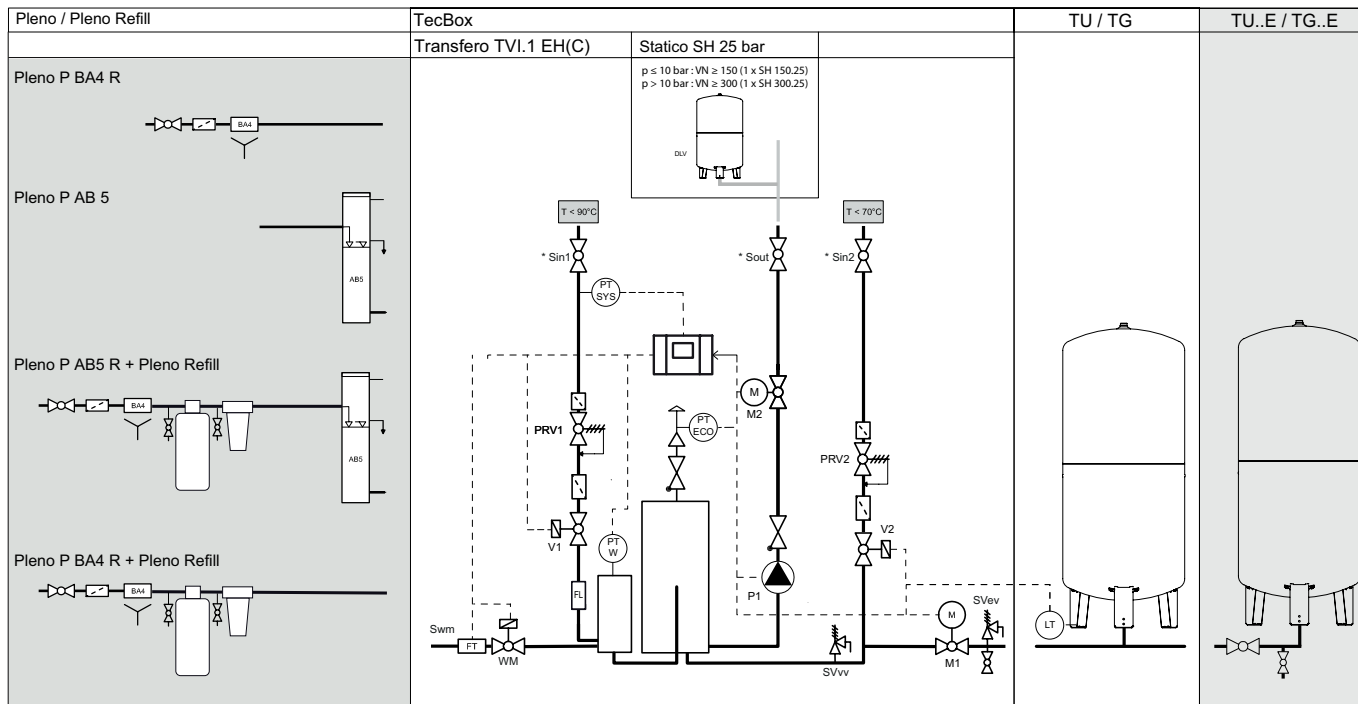 Pleno / Pleno Refill
TecBox
TU / TG
TU..E / TG..E
Transfero TVI.1 EH(C)
Statico SH 25 bar
p ≤ 10 bar : VN ≥ 150 (1 x SH 150.25)
p > 10 bar : VN ≥ 300 (1 x SH 300.25)
DLV
Pleno P BA4 R
BA4
Pleno P AB 5
AB5
Pleno P AB5 R + Pleno Refill
BA4
AB5
Pleno P BA4 R + Pleno Refill
BA4
T < 90°C
T < 70°C
* Sin1
* Sout
* Sin2
PT
SYS
M
M2
PT
ECO
PRV1
PRV2
V1
V2
PT
W
P1
FL
Swm
FT
WM
SVvv
M
M1
SVev
LT